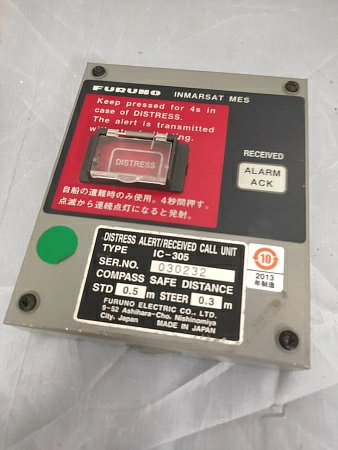 FURUNO INMARSAT MES
Keep pressed for 4s in
case of DISTRESS.
The alert is transmitted
DISTRESS
自船の遭難時のみ使用。4秒間押す。
点滅から連続点灯になると発射。
RECEIVED
ALARM
ACK
DISTRESS ALERT/RECEIVED CALL UNIT
TYPE IC-305
SER.NO. 030232
COMPASS SAFE DISTANCE
STD 0.5 m STEER 0.3 m
FURUNO ELECTRIC CO., LTD.
9-52 Ashihara-Cho, Nishinomiya
City, Japan MADE IN JAPAN
10
2013
年製造